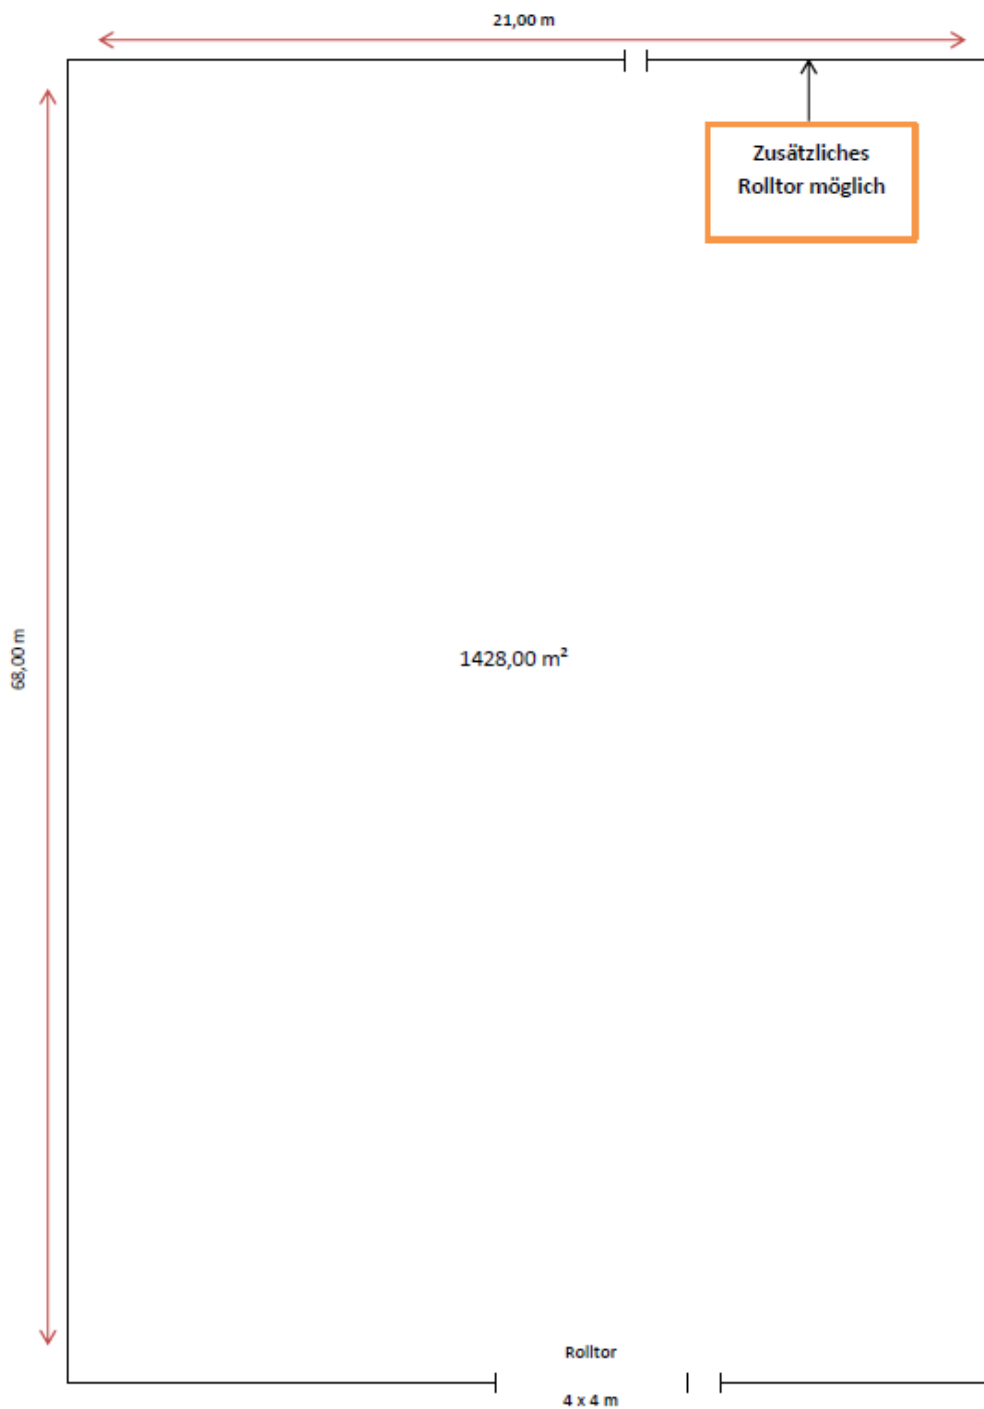 21,00 m
Zusätzliches
Rolltor möglich
68,00 m
1428,00 m²
Rolltor
4 x 4 m